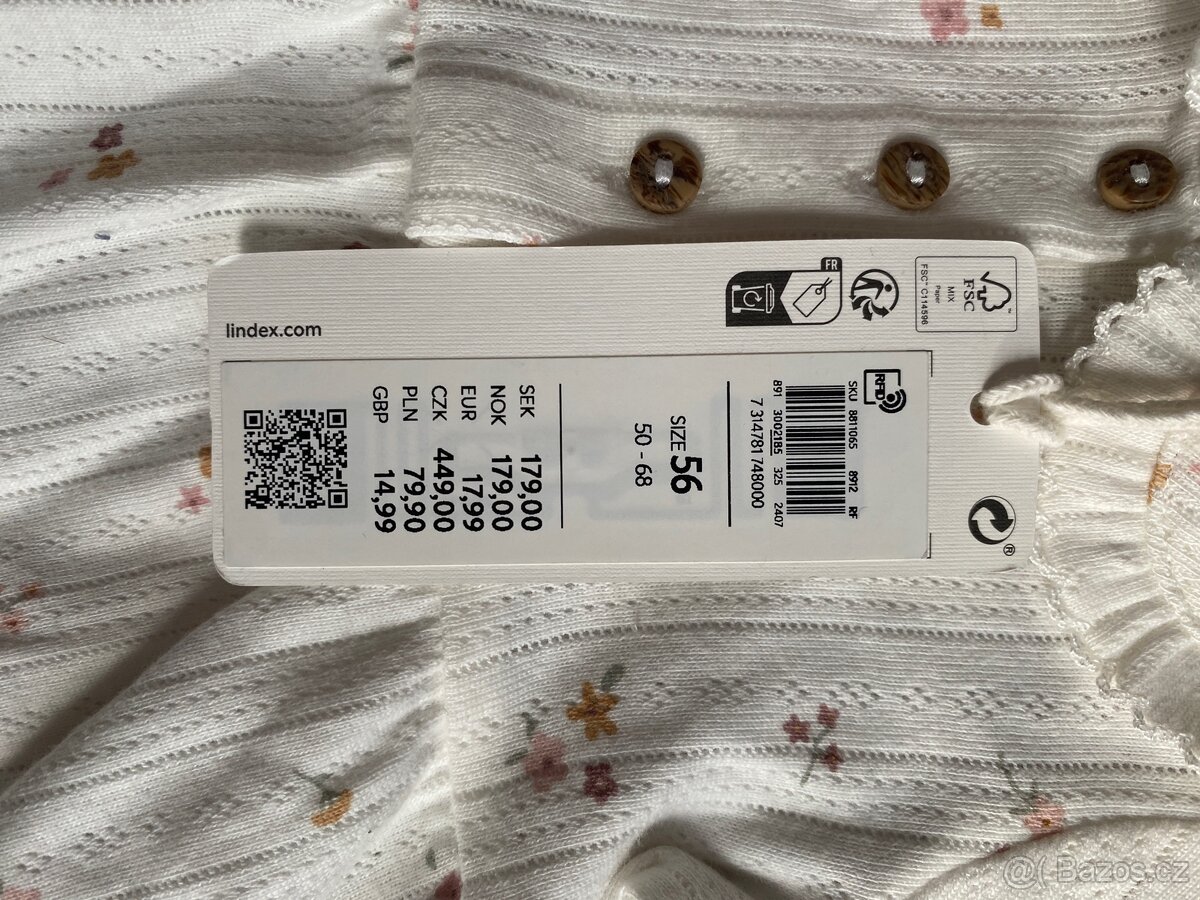 FSC
MIX
Paper
FSC™ C114596
®
FR
RFID
SKU 8811065 8912 RF
891 3002185 325 2407
7 314781 748000
SIZE 56
50 - 68
SEK 179,00
NOK 179,00
EUR 17,99
CZK 449,00
PLN 79,90
GBP 14,99
lindex.com
@( Bazos.cz